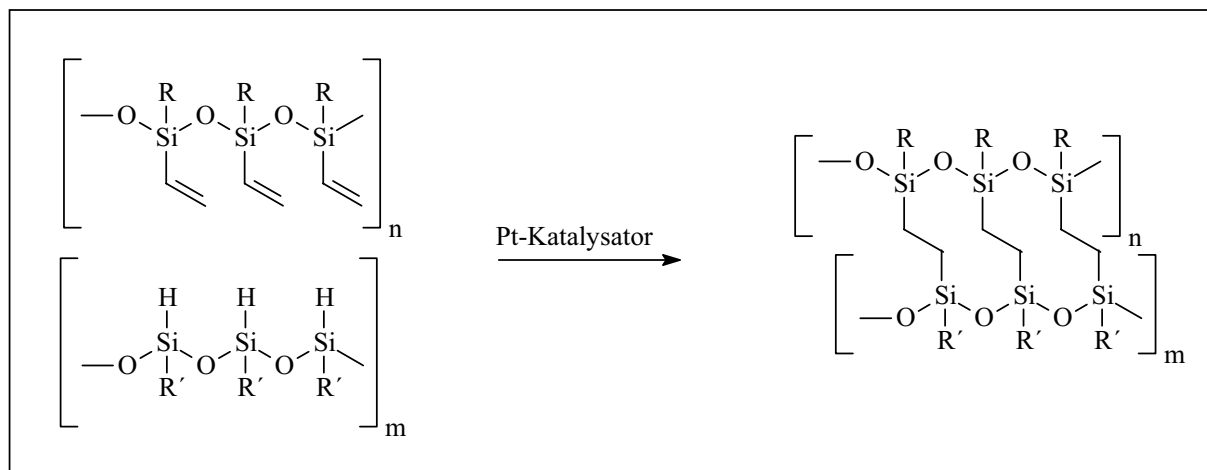 R R R
O O O
Si Si Si
n
H H H
Si Si Si
O O O
R´ R´ R´
m
Pt-Katalysator
R R R
O O O
Si Si Si
n
Si Si Si
O O O
R´ R´ R´
m